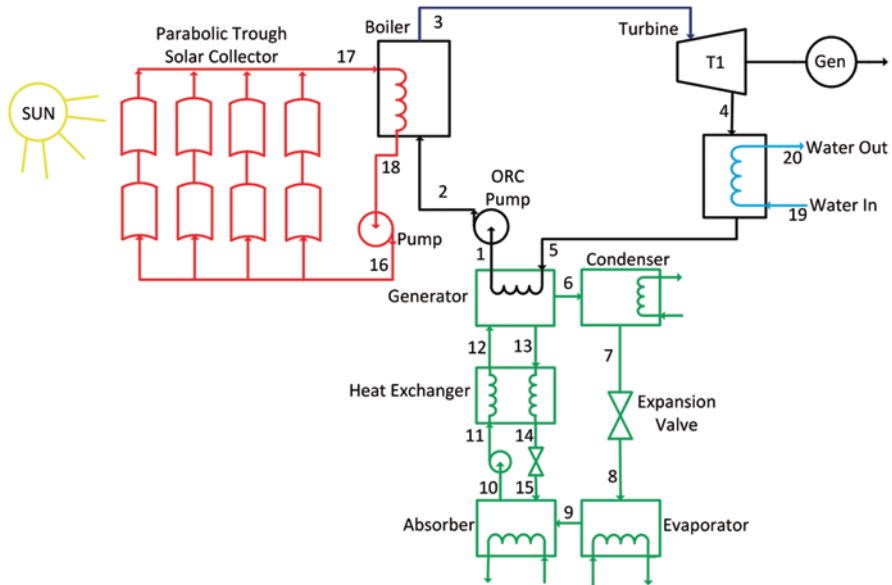 Parabolic Trough
Solar Collector
17
Boiler
3
Turbine
T1
Gen
SUN
4
20
Water Out
18
ORC
Pump
2
19
Water In
Pump
1
5
16
Condenser
Generator
6
12
13
7
Heat Exchanger
Expansion
Valve
11
14
8
10
15
9
Absorber
Evaporator